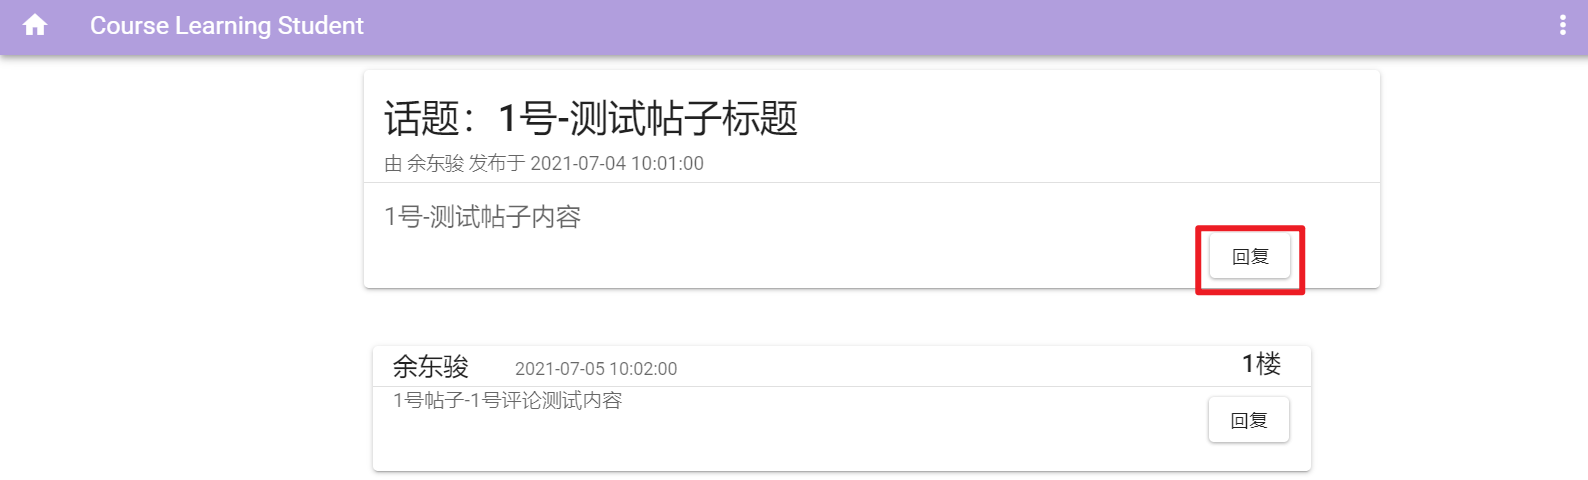 Course Learning Student
话题：1号-测试帖子标题
由 余东骏 发布于 2021-07-04 10:01:00
1号-测试帖子内容
回复
余东骏 2021-07-05 10:02:00 1楼
1号帖子-1号评论测试内容
回复